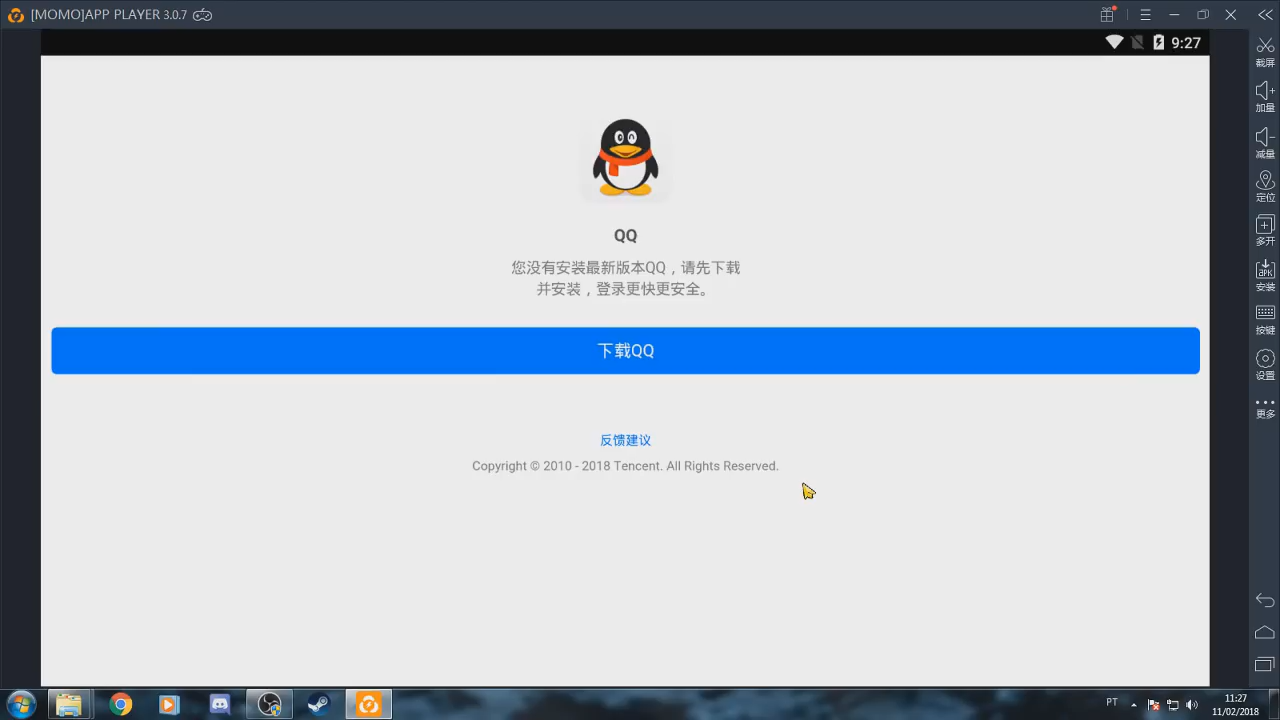 [MOMO]APP PLAYER 3.0.7
9:27
截屏
加量
减量
定位
多开
APK
安装
按键
设置
更多
QQ
您没有安装最新版本QQ，请先下载
并安装，登录更快更安全。
下载QQ
反馈建议
Copyright © 2010 - 2018 Tencent. All Rights Reserved.
PT
11:27
11/02/2018